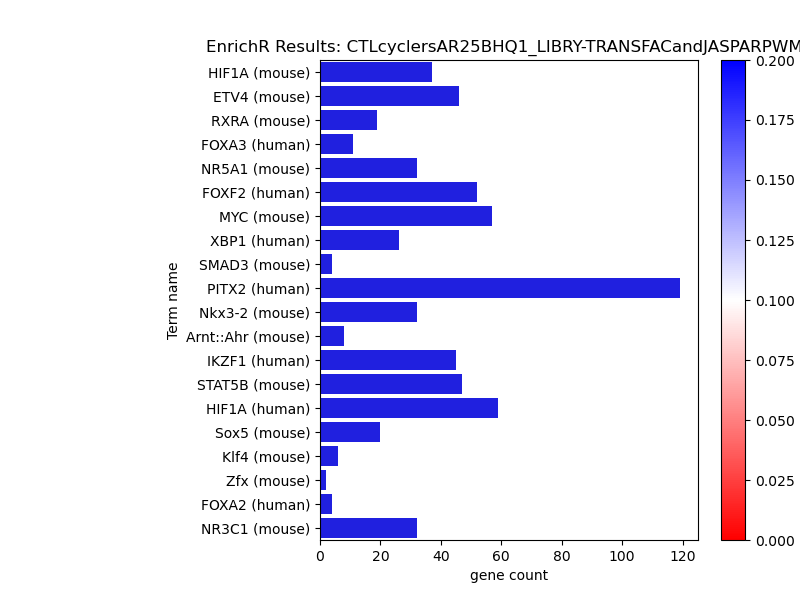 EnrichR Results: CTLcyclersAR25BHQ1_LIBRY-TRANSFACandJASPARPWM
HIF1A (mouse)
ETV4 (mouse)
RXRA (mouse)
FOXA3 (human)
NR5A1 (mouse)
FOXF2 (human)
MYC (mouse)
XBP1 (human)
SMAD3 (mouse)
PITX2 (human)
Nkx3-2 (mouse)
Arnt::Ahr (mouse)
IKZF1 (human)
STAT5B (mouse)
HIF1A (human)
Sox5 (mouse)
Klf4 (mouse)
Zfx (mouse)
FOXA2 (human)
NR3C1 (mouse)
Term name
0 20 40 60 80 100 120
gene count
0.200
0.175
0.150
0.125
0.100
0.075
0.050
0.025
0.000